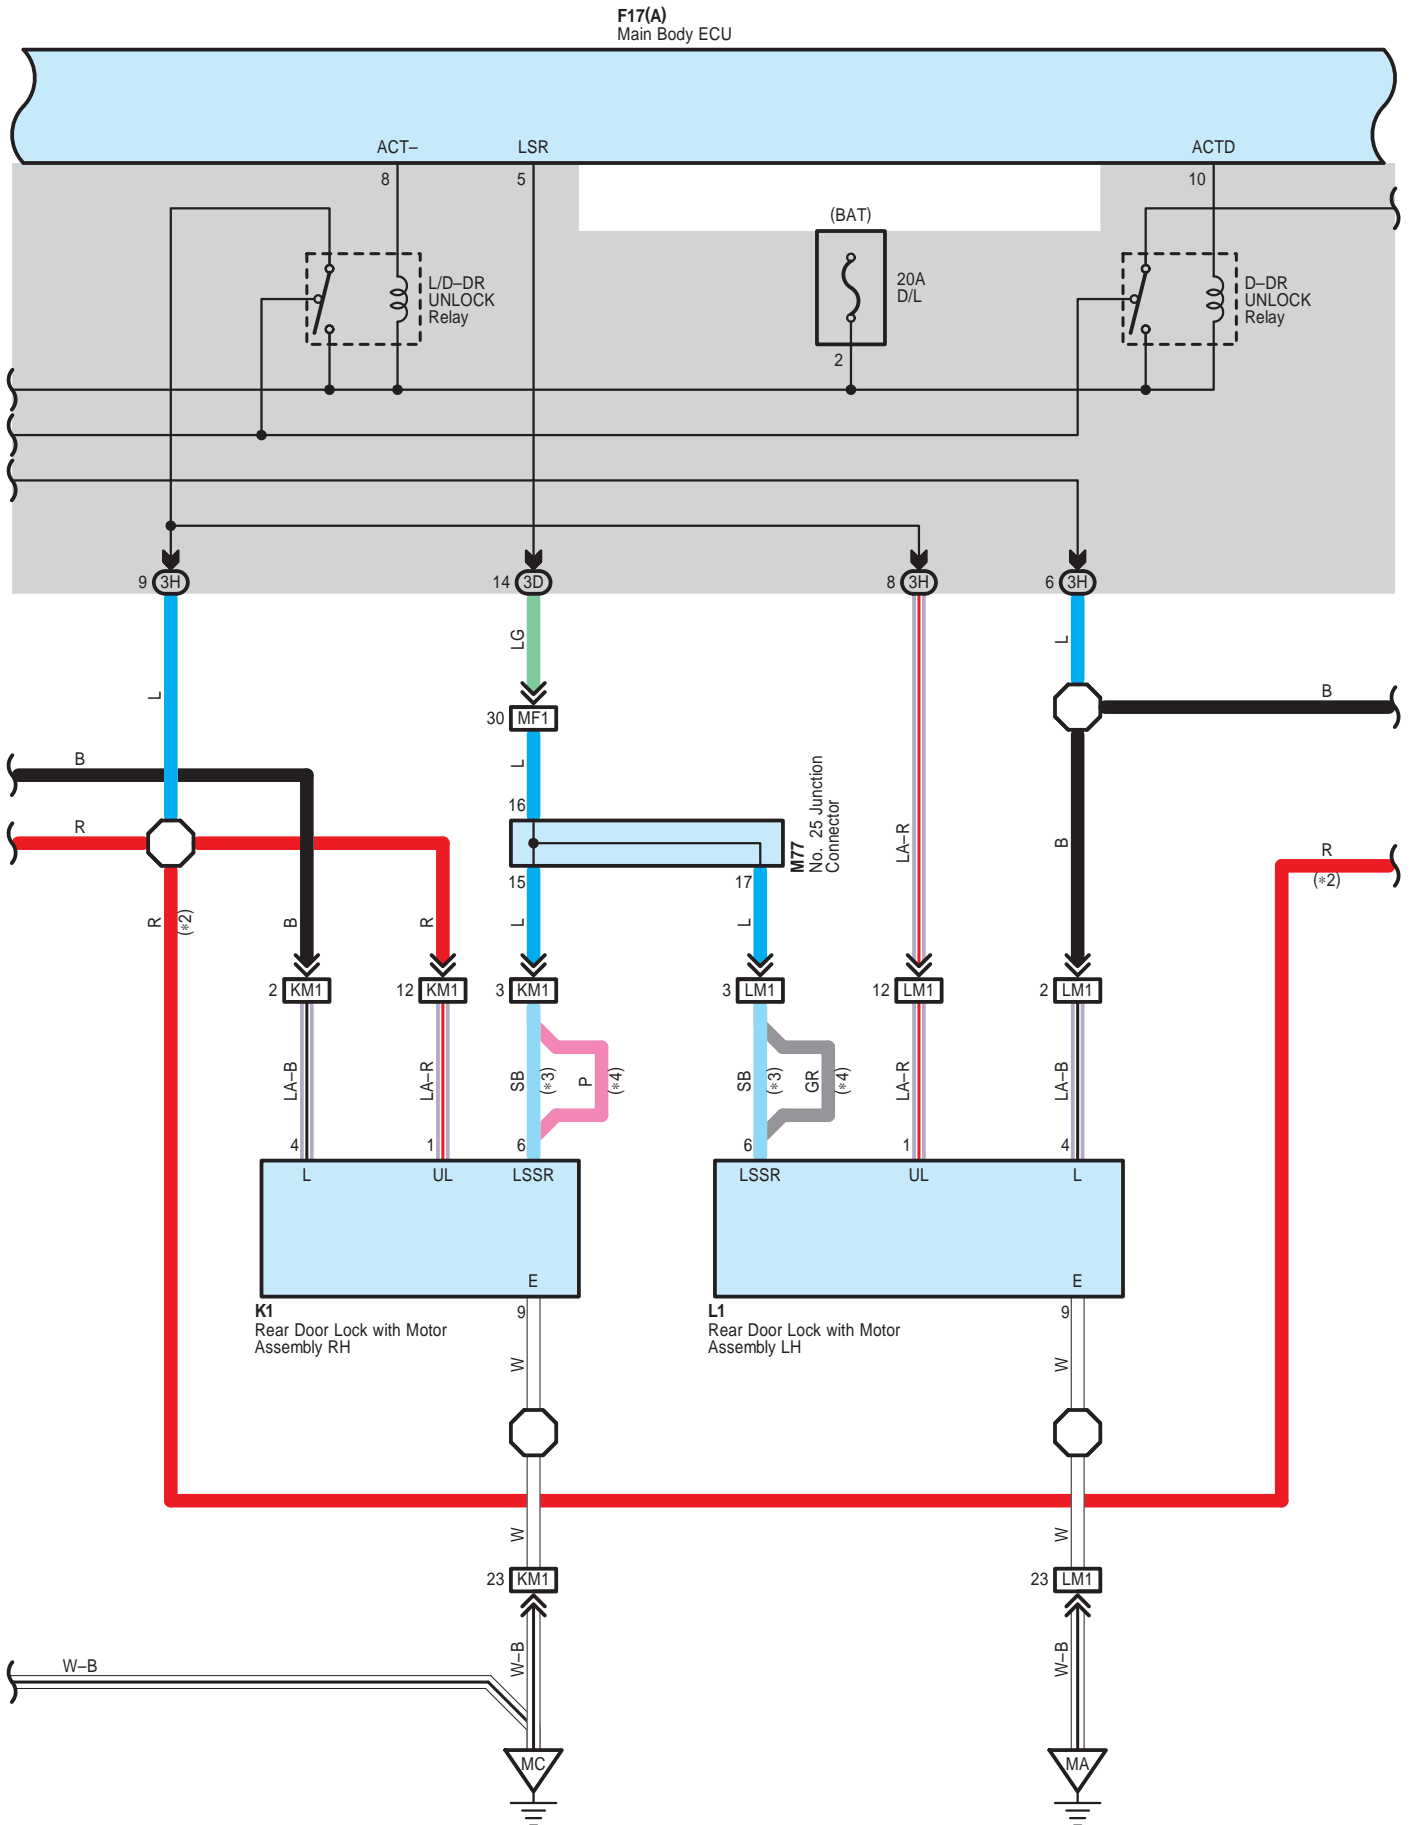 F17(A)
Main Body ECU
ACT–
LSR
ACTD
8
5
10
(BAT)
L/D–DR
UNLOCK
Relay
20A
D/L
D–DR
UNLOCK
Relay
2
9 3H
14 3D
8 3H
6 3H
L
LG
L
30 MF1
B
B
L
16
M77
No. 25 Junction
Connector
R
LA–R
B
R
(*2)
15
17
R
(*2)
B
R
L
L
2 KM1
12 KM1
3 KM1
3 LM1
12 LM1
2 LM1
LA–B
LA–R
SB
(*3)
P
(*4)
SB
(*3)
GR
(*4)
LA–R
LA–B
4
1
6
6
1
4
L
UL
LSSR
LSSR
UL
L
E
E
K1
Rear Door Lock with Motor
Assembly RH
9
L1
Rear Door Lock with Motor
Assembly LH
9
W
W
W
W
23 KM1
23 LM1
W–B
W–B
W–B
MC
MA